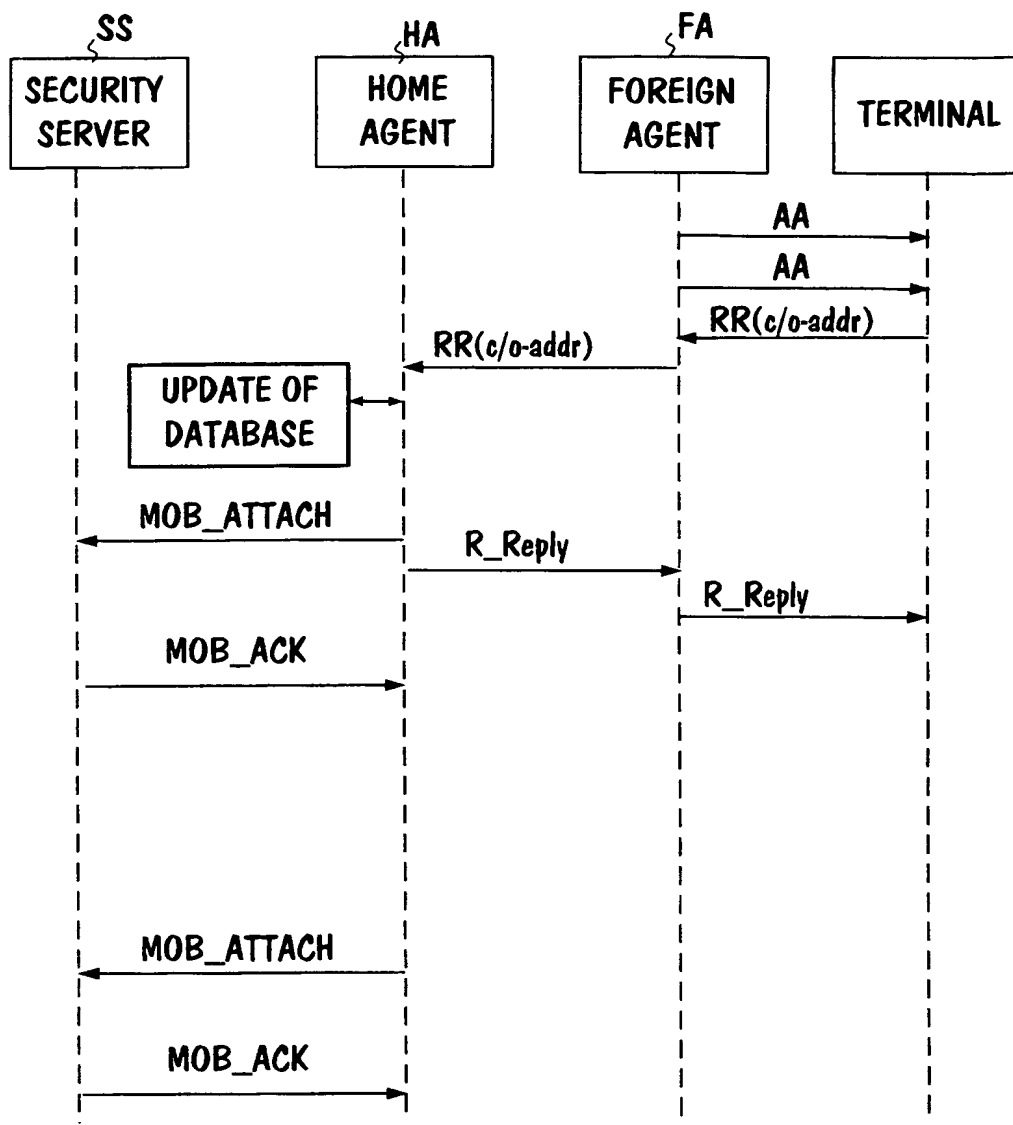 SS
HA
FA
SECURITY
SERVER
HOME
AGENT
FOREIGN
AGENT
TERMINAL
AA
AA
RR(c/o-addr)
RR(c/o-addr)
UPDATE OF
DATABASE
MOB_ATTACH
R_Reply
R_Reply
MOB_ACK
MOB_ATTACH
MOB_ACK